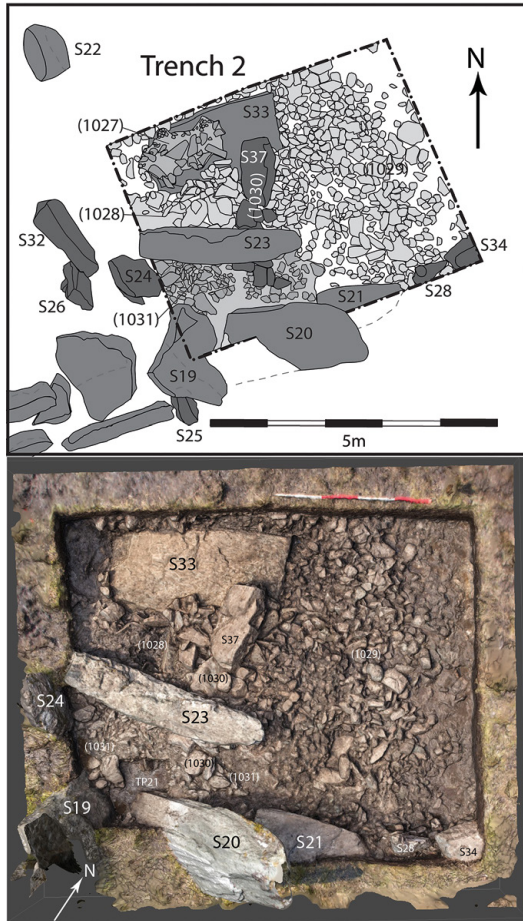 S22
Trench 2
N
(1027)
S33
S37
(1030)
(1029)
(1028)
S32
S23
S34
S24
S26
S28
S21
(1031)
S20
S19
S25
5m
S33
(1028)
S37
(1029)
(1030)
S24
S23
(1031)
(1030)
(1031)
TP21
S19
S20
S21
S28
S34
N